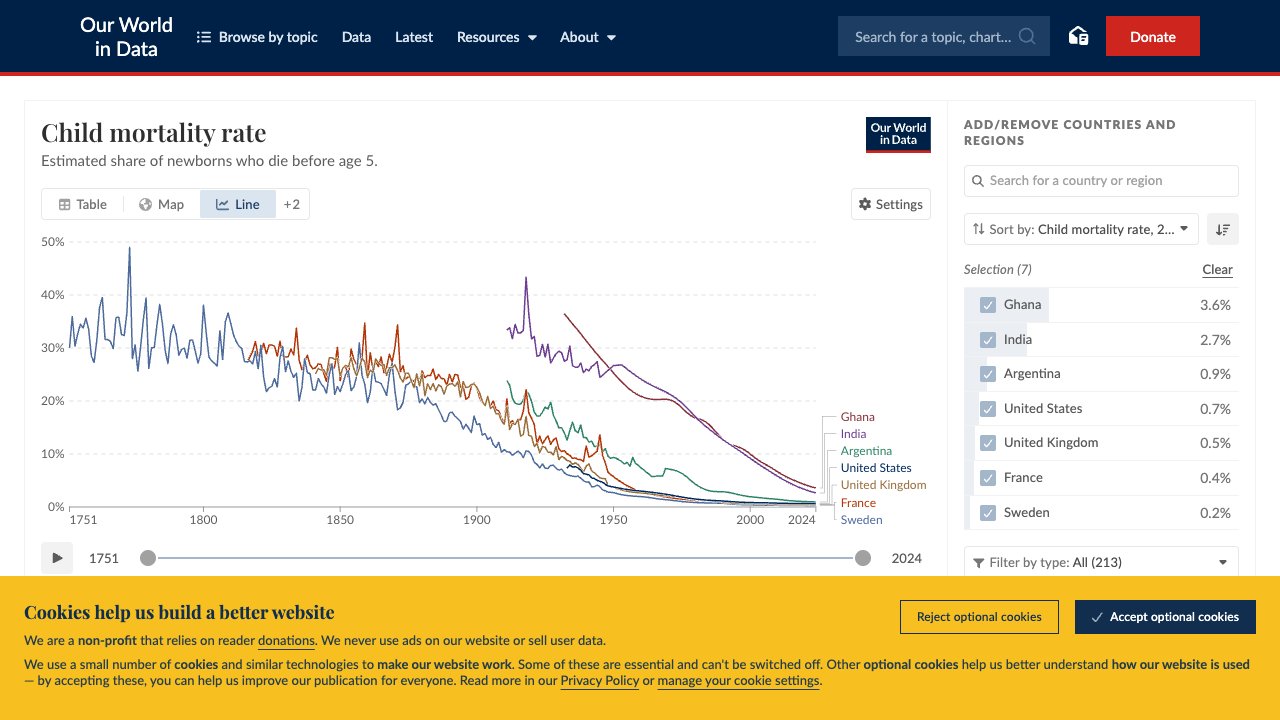 Our World
in Data
Browse by topic
Data
Latest
Resources
About
Search for a topic, chart...
Donate
Child mortality rate
Estimated share of newborns who die before age 5.
Our World
in Data
Table
Map
Line
+2
Settings
50%
40%
30%
20%
10%
0%
1751
1800
1850
1900
1950
2000
2024
Ghana
India
Argentina
United States
United Kingdom
France
Sweden
1751
2024
ADD/REMOVE COUNTRIES AND
REGIONS
Search for a country or region
Sort by: Child mortality rate, 2...
Selection (7)
Clear
Ghana 3.6%
India 2.7%
Argentina 0.9%
United States 0.7%
United Kingdom 0.5%
France 0.4%
Sweden 0.2%
Filter by type: All (213)
Cookies help us build a better website
We are a non-profit that relies on reader donations. We never use ads on our website or sell user data.
We use a small number of cookies and similar technologies to make our website work. Some of these are essential and can't be switched off. Other optional cookies help us better understand how our website is used
— by accepting these, you can help us improve our publication for everyone. Read more in our Privacy Policy or manage your cookie settings.
Reject optional cookies
Accept optional cookies